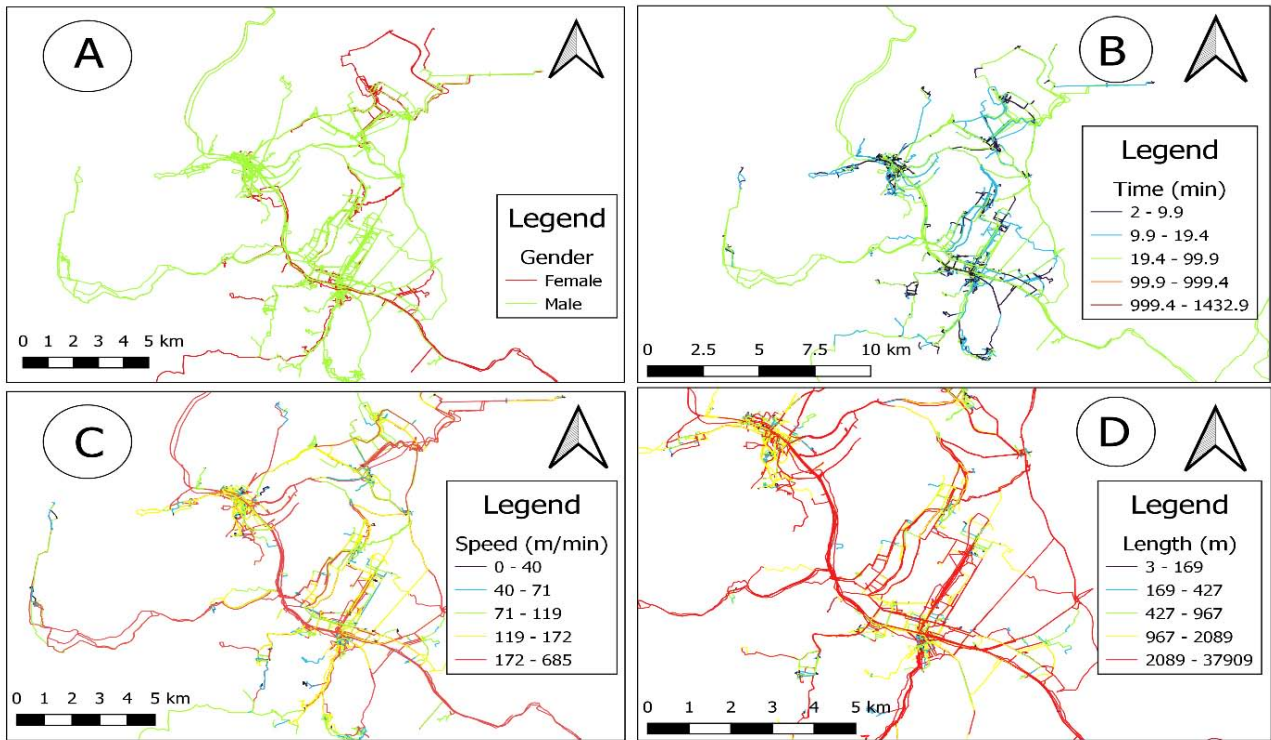 A
Legend
Gender
Female
Male
0 1 2 3 4 5 km
B
Legend
Time (min)
2 - 9.9
9.9 - 19.4
19.4 - 99.9
99.9 - 999.4
999.4 - 1432.9
0 2.5 5 7.5 10 km
C
Legend
Speed (m/min)
0 - 40
40 - 71
71 - 119
119 - 172
172 - 685
0 1 2 3 4 5 km
D
Legend
Length (m)
3 - 169
169 - 427
427 - 967
967 - 2089
2089 - 37909
0 1 2 3 4 5 km